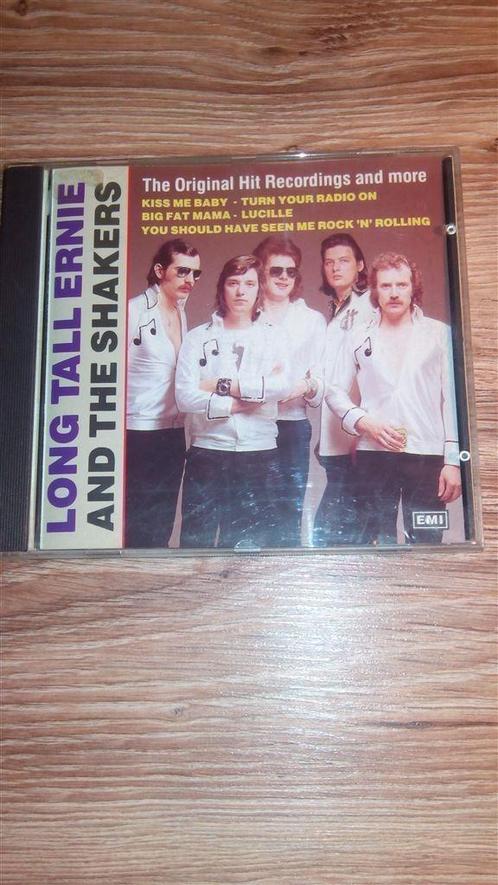 LONG TALL ERNIE
AND THE SHAKERS
The Original Hit Recordings and more
KISS ME BABY - TURN YOUR RADIO ON
BIG FAT MAMA - LUCILLE
YOU SHOULD HAVE SEEN ME ROCK 'N' ROLLING
EMI